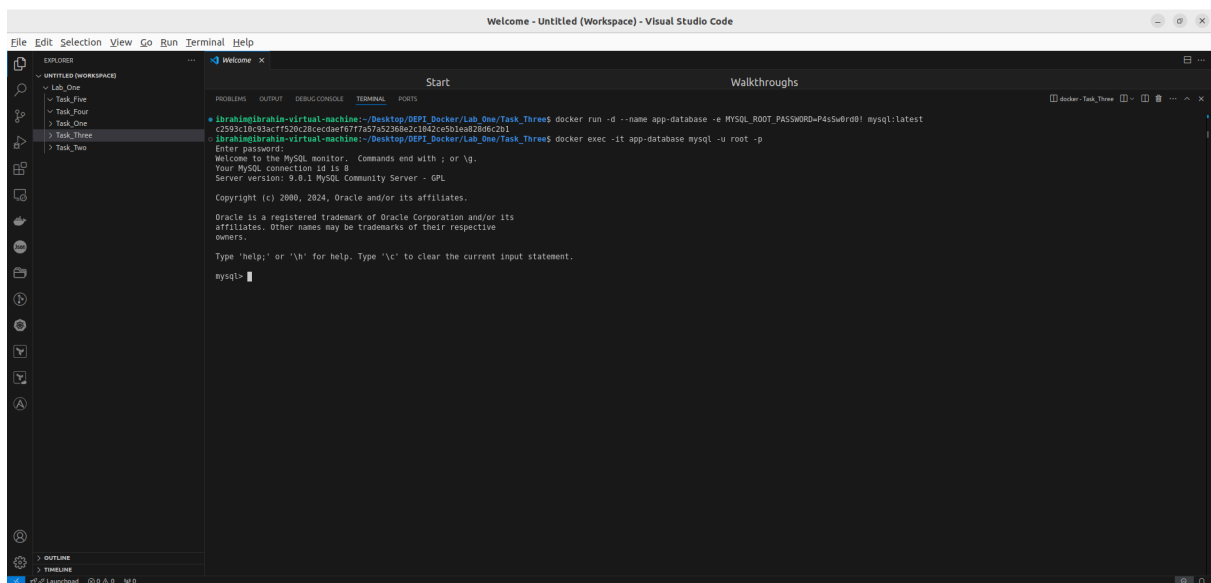 Welcome - Untitled (Workspace) - Visual Studio Code
File Edit Selection View Go Run Terminal Help
EXPLORER
Welcome
UNTITLED (WORKSPACE)
Lab_One
Task_Five
Task_Four
Task_One
Task_Three
Task_Two
Start
Walkthroughs
PROBLEMS OUTPUT DEBUG CONSOLE TERMINAL PORTS
docker - Task_Three
ibrahim@ibrahim-virtual-machine:~/Desktop/DEPI_Docker/Lab_One/Task_Three$ docker run -d --name app-database -e MYSQL_ROOT_PASSWORD=P4sSw0rd0! mysql:latest
c2593c10c93acff520c28cecdaef67f7a57a52368e2c1042ce5b1ea828d6c2b1
ibrahim@ibrahim-virtual-machine:~/Desktop/DEPI_Docker/Lab_One/Task_Three$ docker exec -it app-database mysql -u root -p
Enter password:
Welcome to the MySQL monitor.  Commands end with ; or \g.
Your MySQL connection id is 8
Server version: 9.0.1 MySQL Community Server - GPL
Copyright (c) 2000, 2024, Oracle and/or its affiliates.
Oracle is a registered trademark of Oracle Corporation and/or its
affiliates. Other names may be trademarks of their respective
owners.
Type 'help;' or '\h' for help. Type '\c' to clear the current input statement.
mysql>
OUTLINE
TIMELINE
Launchpad 0 0 0